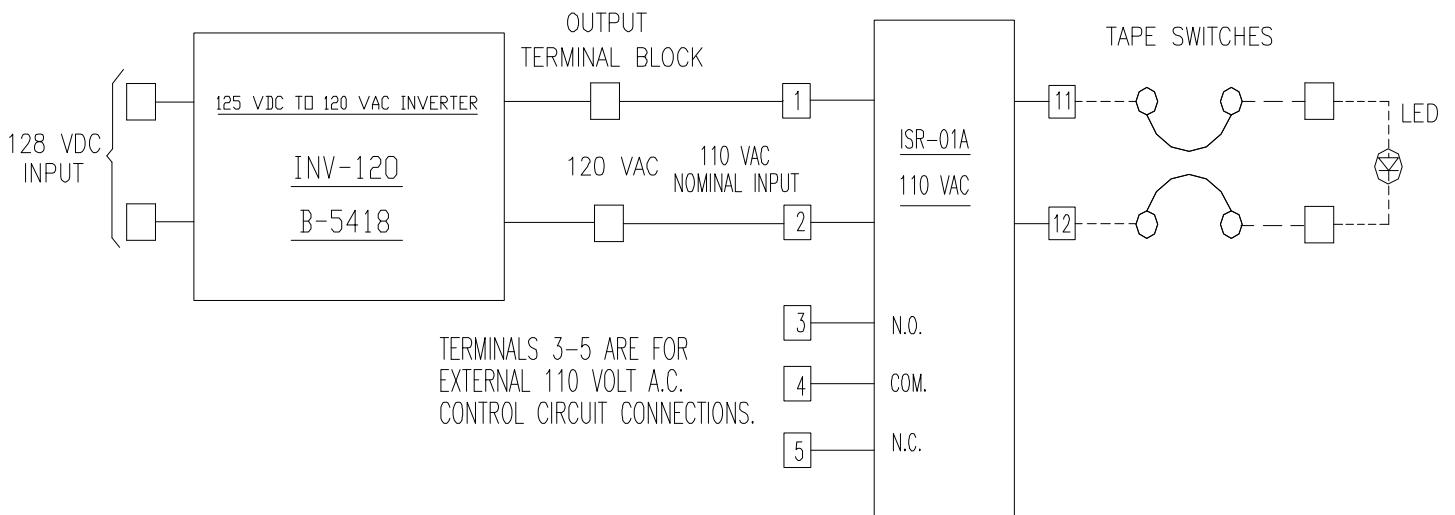 OUTPUT
TERMINAL BLOCK
TAPE SWITCHES
128 VDC
INPUT
125 VDC TO 120 VAC INVERTER
INV-120
B-5418
120 VAC
110 VAC
NOMINAL INPUT
1
2
3
4
5
ISR-01A
110 VAC
N.O.
COM.
N.C.
11
12
LED
TERMINALS 3-5 ARE FOR
EXTERNAL 110 VOLT A.C.
CONTROL CIRCUIT CONNECTIONS.